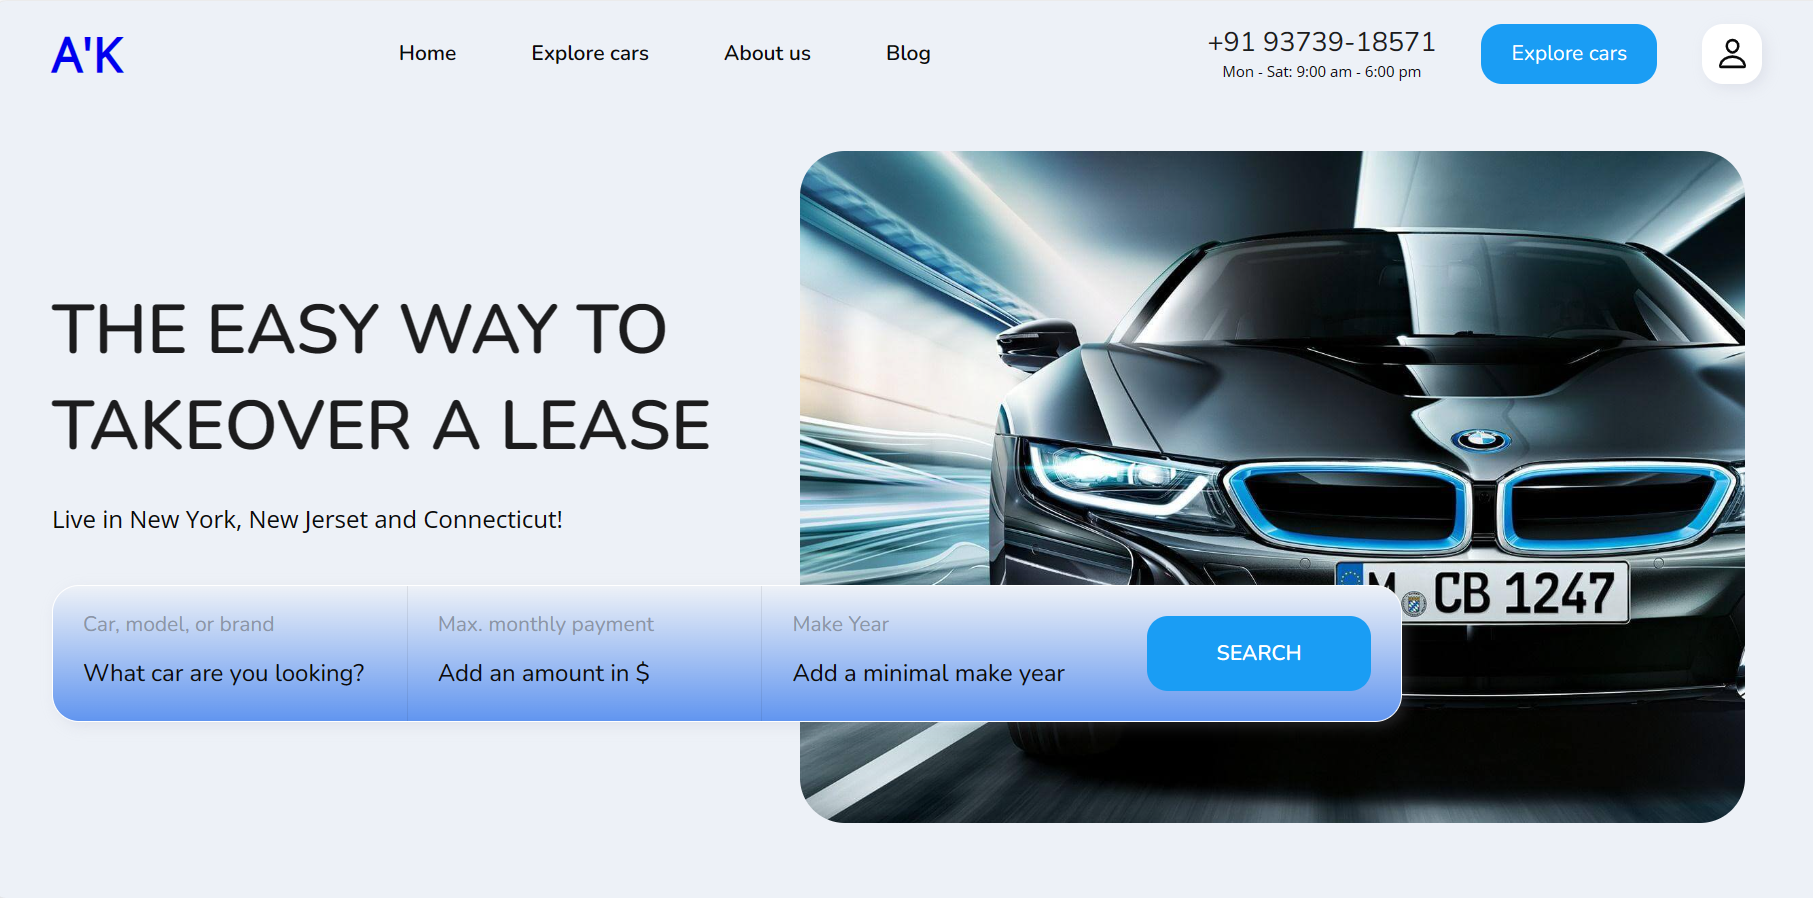 A'K
Home
Explore cars
About us
Blog
+91 93739-18571
Mon - Sat: 9:00 am - 6:00 pm
Explore cars
THE EASY WAY TO
TAKEOVER A LEASE
Live in New York, New Jerset and Connecticut!
Car, model, or brand
What car are you looking?
Max. monthly payment
Add an amount in $
Make Year
Add a minimal make year
SEARCH
M CB 1247